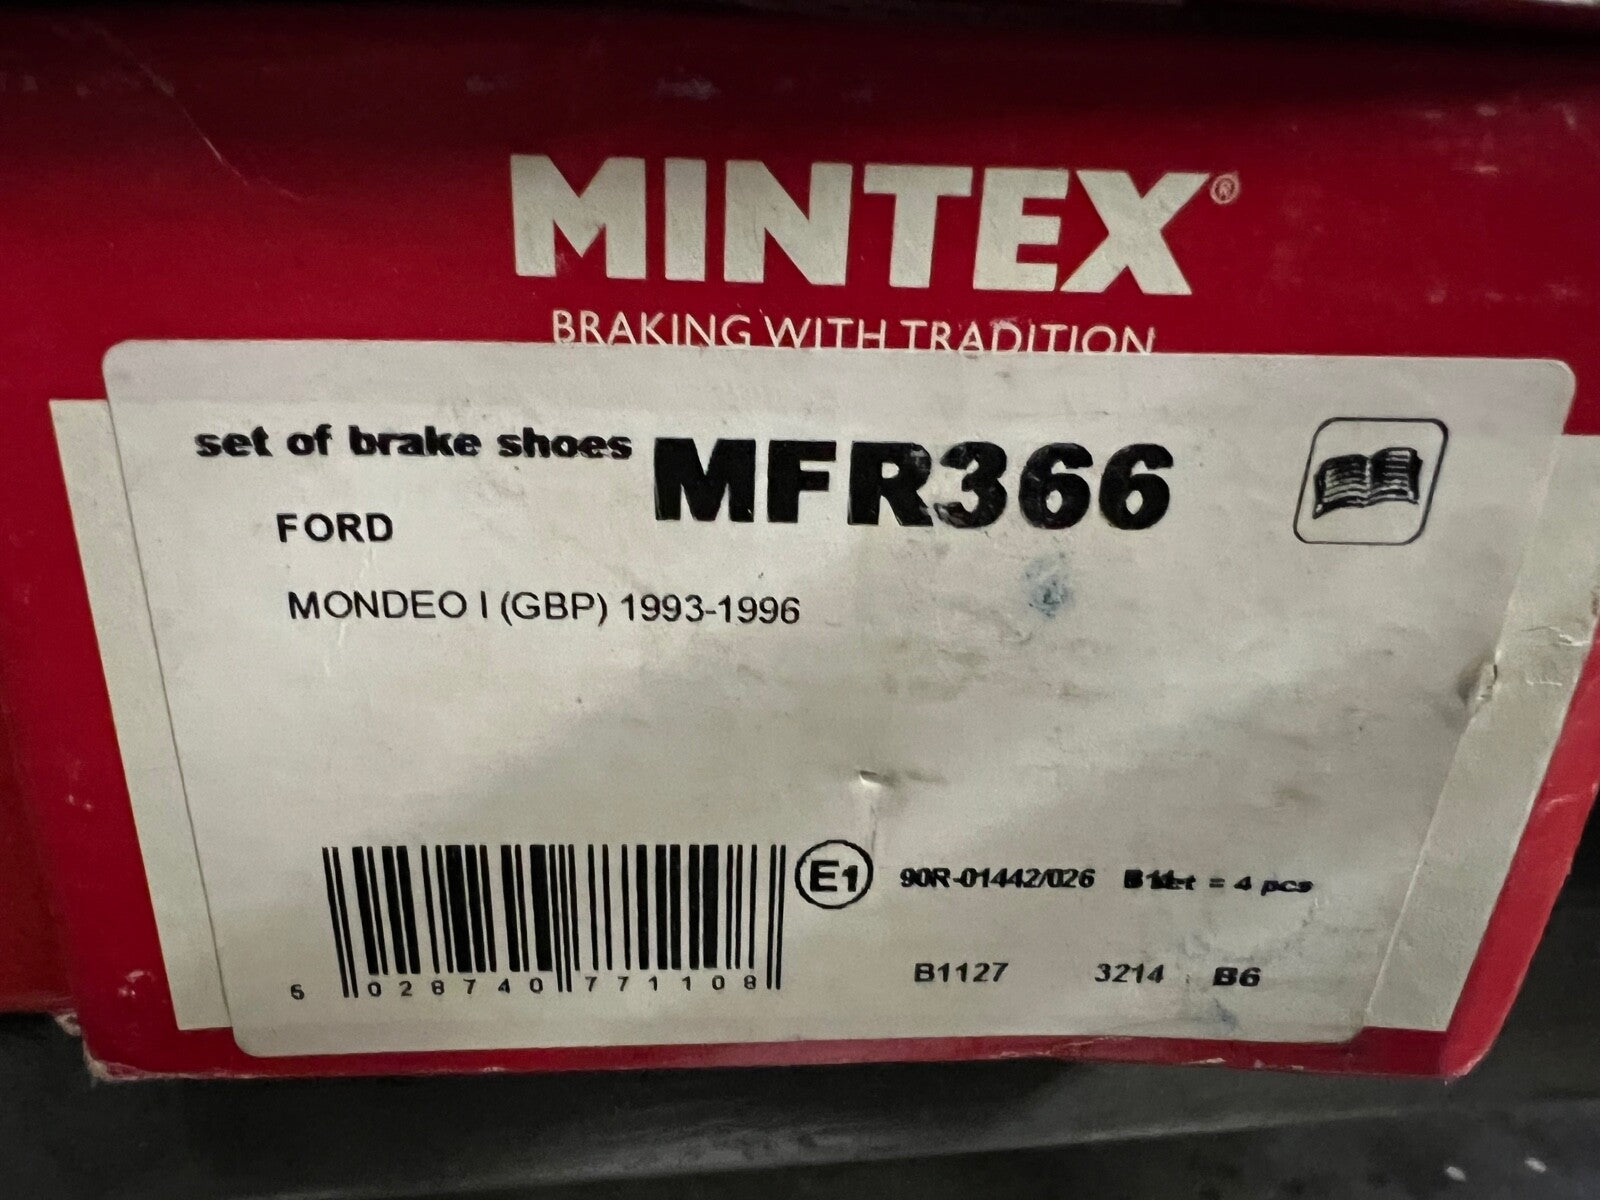 MINTEX®
BRAKING WITH TRADITION
set of brake shoes MFR366
FORD
MONDEO I (GBP) 1993-1996
E1 90R-01442/026 = 4 pcs
B1127 3214 B6
5 028740 771108